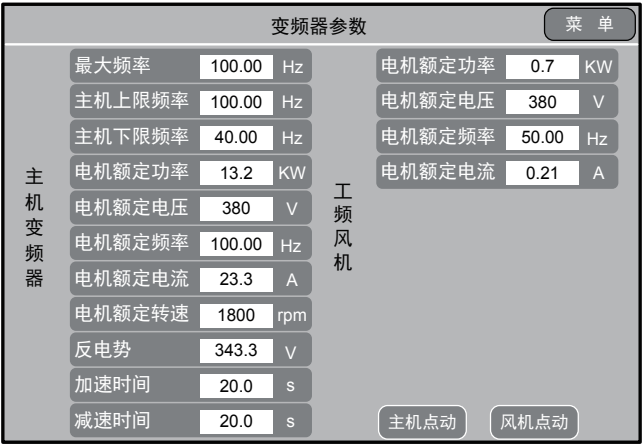 变频器参数
菜 单
主机变频器
最大频率 100.00 Hz
主机上限频率 100.00 Hz
主机下限频率 40.00 Hz
电机额定功率 13.2 KW
电机额定电压 380 V
电机额定频率 100.00 Hz
电机额定电流 23.3 A
电机额定转速 1800 rpm
反电势 343.3 V
加速时间 20.0 s
减速时间 20.0 s
工频风机
电机额定功率 0.7 KW
电机额定电压 380 V
电机额定频率 50.00 Hz
电机额定电流 0.21 A
主机点动
风机点动